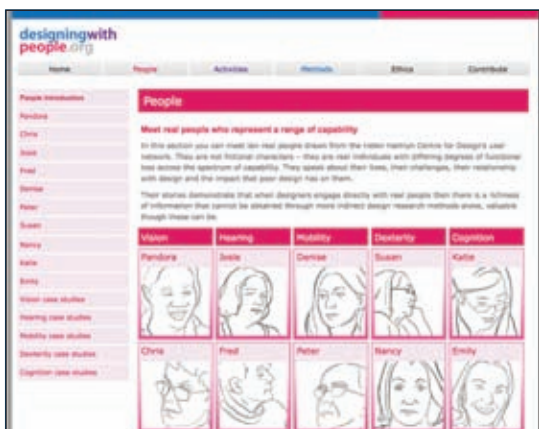 designingwith
people.org
Home People Activities Methods Ethics Contribute
People introduction
Pandora
Chris
Josie
Fred
Denise
Peter
Susan
Nancy
Katie
Emily
Vision case studies
Hearing case studies
Mobility case studies
Dexterity case studies
Cognition case studies
People
Meet real people who represent a range of capability
In this section you can meet ten real people drawn from the Helen Hamlyn Centre for Design's user
network. They are not fictional characters – they are real individuals with differing degrees of functional
loss across the spectrum of capability. They speak about their lives, their challenges, their relationship
with design and the impact that poor design has on them.
Their stories demonstrate that when designers engage directly with real people then there is a richness
of information that cannot be obtained through more indirect design research methods alone, valuable
though these can be.
Vision Hearing Mobility Dexterity Cognition
Pandora Josie Denise Susan Katie
Chris Fred Peter Nancy Emily